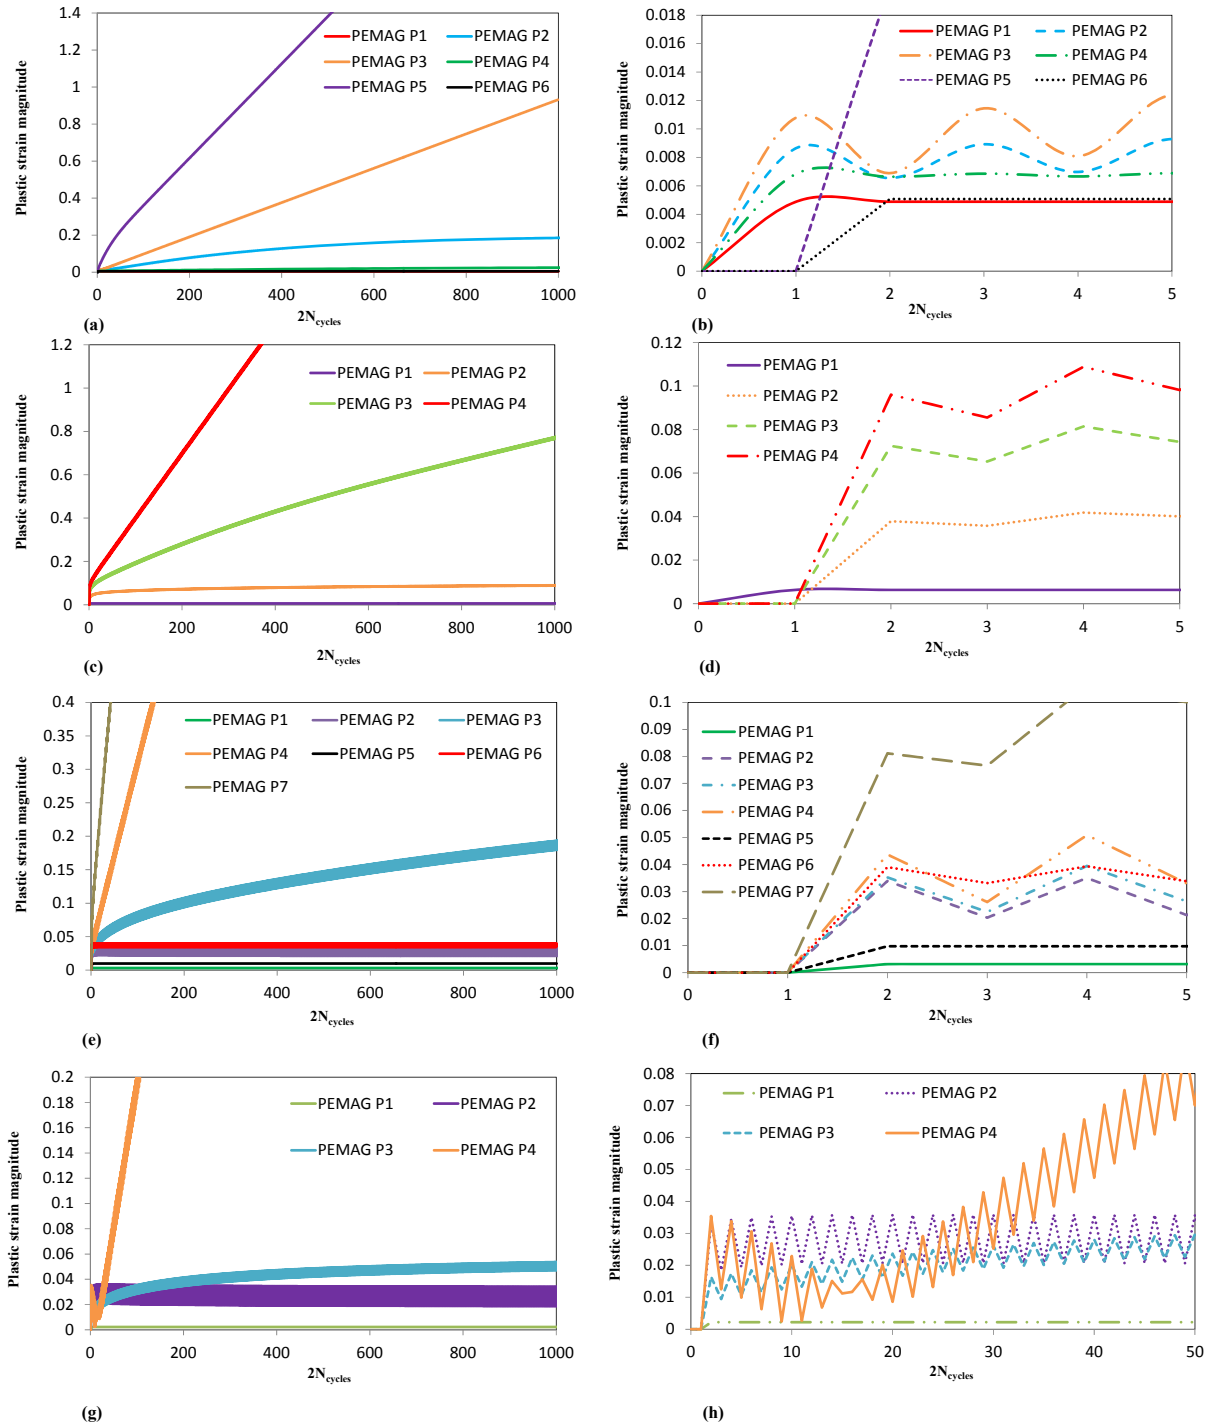 Plastic strain magnitude
1.4
1.2
1
0.8
0.6
0.4
0.2
0
0 200 400 600 800 1000
2Ncycles
PEMAG P1 PEMAG P2
PEMAG P3 PEMAG P4
PEMAG P5 PEMAG P6
(a)
Plastic strain magnitude
0.018
0.016
0.014
0.012
0.01
0.008
0.006
0.004
0.002
0
0 1 2 3 4 5
2Ncycles
PEMAG P1 PEMAG P2
PEMAG P3 PEMAG P4
PEMAG P5 PEMAG P6
(b)
Plastic strain magnitude
1.2
1
0.8
0.6
0.4
0.2
0
0 200 400 600 800 1000
2Ncycles
PEMAG P1 PEMAG P2
PEMAG P3 PEMAG P4
(c)
Plastic strain magnitude
0.12
0.1
0.08
0.06
0.04
0.02
0
0 1 2 3 4 5
2Ncycles
PEMAG P1
PEMAG P2
PEMAG P3
PEMAG P4
(d)
Plastic strain magnitude
0.4
0.35
0.3
0.25
0.2
0.15
0.1
0.05
0
0 200 400 600 800 1000
2Ncycles
PEMAG P1 PEMAG P2 PEMAG P3
PEMAG P4 PEMAG P5 PEMAG P6
PEMAG P7
(e)
Plastic strain magnitude
0.1
0.09
0.08
0.07
0.06
0.05
0.04
0.03
0.02
0.01
0
0 1 2 3 4 5
2Ncycles
PEMAG P1
PEMAG P2
PEMAG P3
PEMAG P4
PEMAG P5
PEMAG P6
PEMAG P7
(f)
Plastic strain magnitude
0.2
0.18
0.16
0.14
0.12
0.1
0.08
0.06
0.04
0.02
0
0 200 400 600 800 1000
2Ncycles
PEMAG P1 PEMAG P2
PEMAG P3 PEMAG P4
(g)
Plastic strain magnitude
0.08
0.07
0.06
0.05
0.04
0.03
0.02
0.01
0
0 10 20 30 40 50
2Ncycles
PEMAG P1 PEMAG P2
PEMAG P3 PEMAG P4
(h)